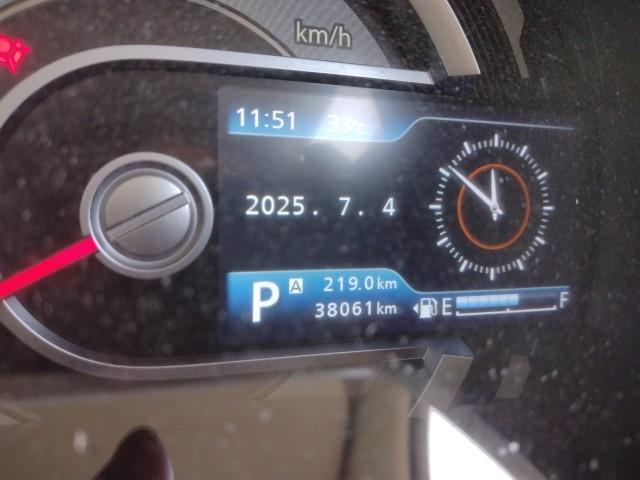 km/h
11:51 33℃
2025. 7. 4
P A 219.0km
38061km E F